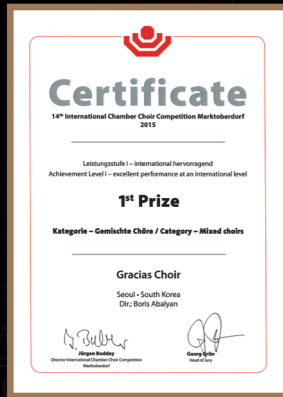 Certificate
14th International Chamber Choir Competition Marktoberdorf
2015
Leistungsstufe I – international hervorragend
Achievement Level I – excellent performance at an international level
1st Prize
Kategorie – Gemischte Chöre / Category – Mixed choirs
Gracias Choir
Seoul • South Korea
Dir.: Boris Abalyan
Jürgen Budday
Director International Chamber Choir Competition
Marktoberdorf
Georg Grün
Head of Jury